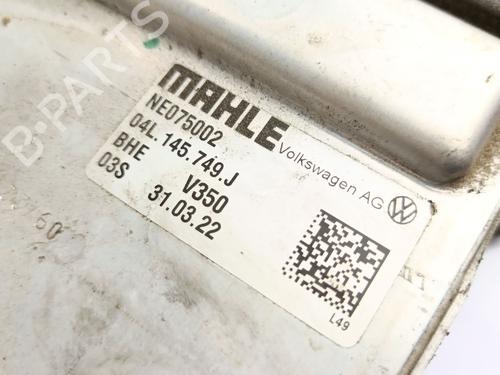 MAHLE
NE075002
04L.145.749.J
BHE V350
03S 31.03.22
Volkswagen AG
L49
60
B-PARTS